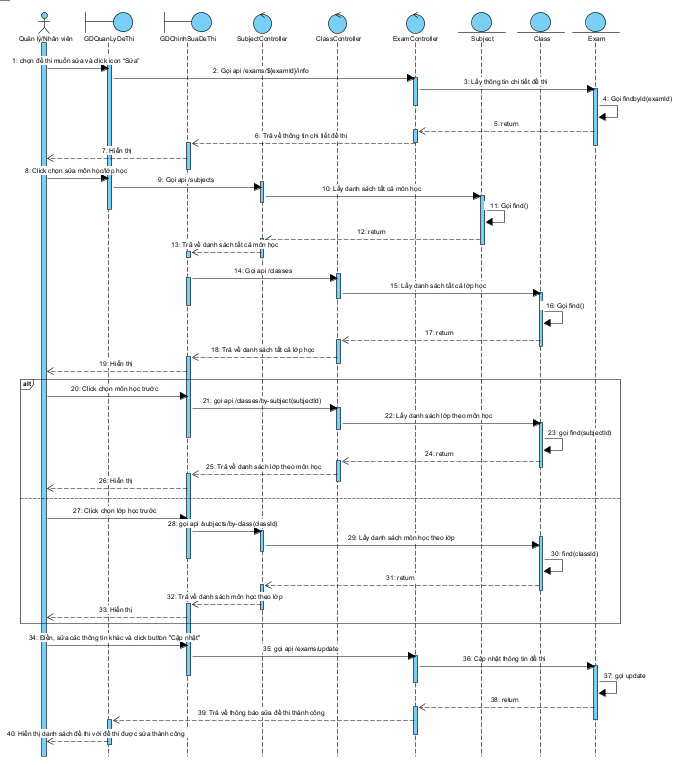 Quản lý/Nhân viên
GDQuanLyDeThi
GDChinhSuaDeThi
SubjectController
ClassController
ExamController
Subject
Class
Exam
1: chọn đề thi muốn sửa và click icon "Sửa"
2: Gọi api /exams/${examId}/info
3: Lấy thông tin chi tiết đề thi
4: Gọi findbyId(examId)
5: return
6: Trả về thông tin chi tiết đề thi
7: Hiển thị
8: Click chọn sửa môn học/lớp học
9: Gọi api /subjects
10: Lấy danh sách tất cả môn học
11: Gọi find()
12: return
13: Trả về danh sách tất cả môn học
14: Gọi api /classes
15: Lấy danh sách tất cả lớp học
16: Gọi find()
17: return
18: Trả về danh sách tất cả lớp học
19: Hiển thị
alt
20: Click chọn môn học trước
21: gọi api /classes/by-subject(subjectId)
22: Lấy danh sách lớp theo môn học
23: gọi find(subjectId)
24: return
25: Trả về danh sách lớp theo môn học
26: Hiển thị
27: Click chọn lớp học trước
28: gọi api /subjects/by-class(classId)
29: Lấy danh sách môn học theo lớp
30: find(classId)
31: return
32: Trả về danh sách môn học theo lớp
33: Hiển thị
34: Điền, sửa các thông tin khác và click button "Cập nhật"
35: gọi api /exams/update
36: Cập nhật thông tin đề thi
37: gọi update
38: return
39: Trả về thông báo sửa đề thi thành công
40: Hiển thị danh sách đề thi với đề thi được sửa thành công